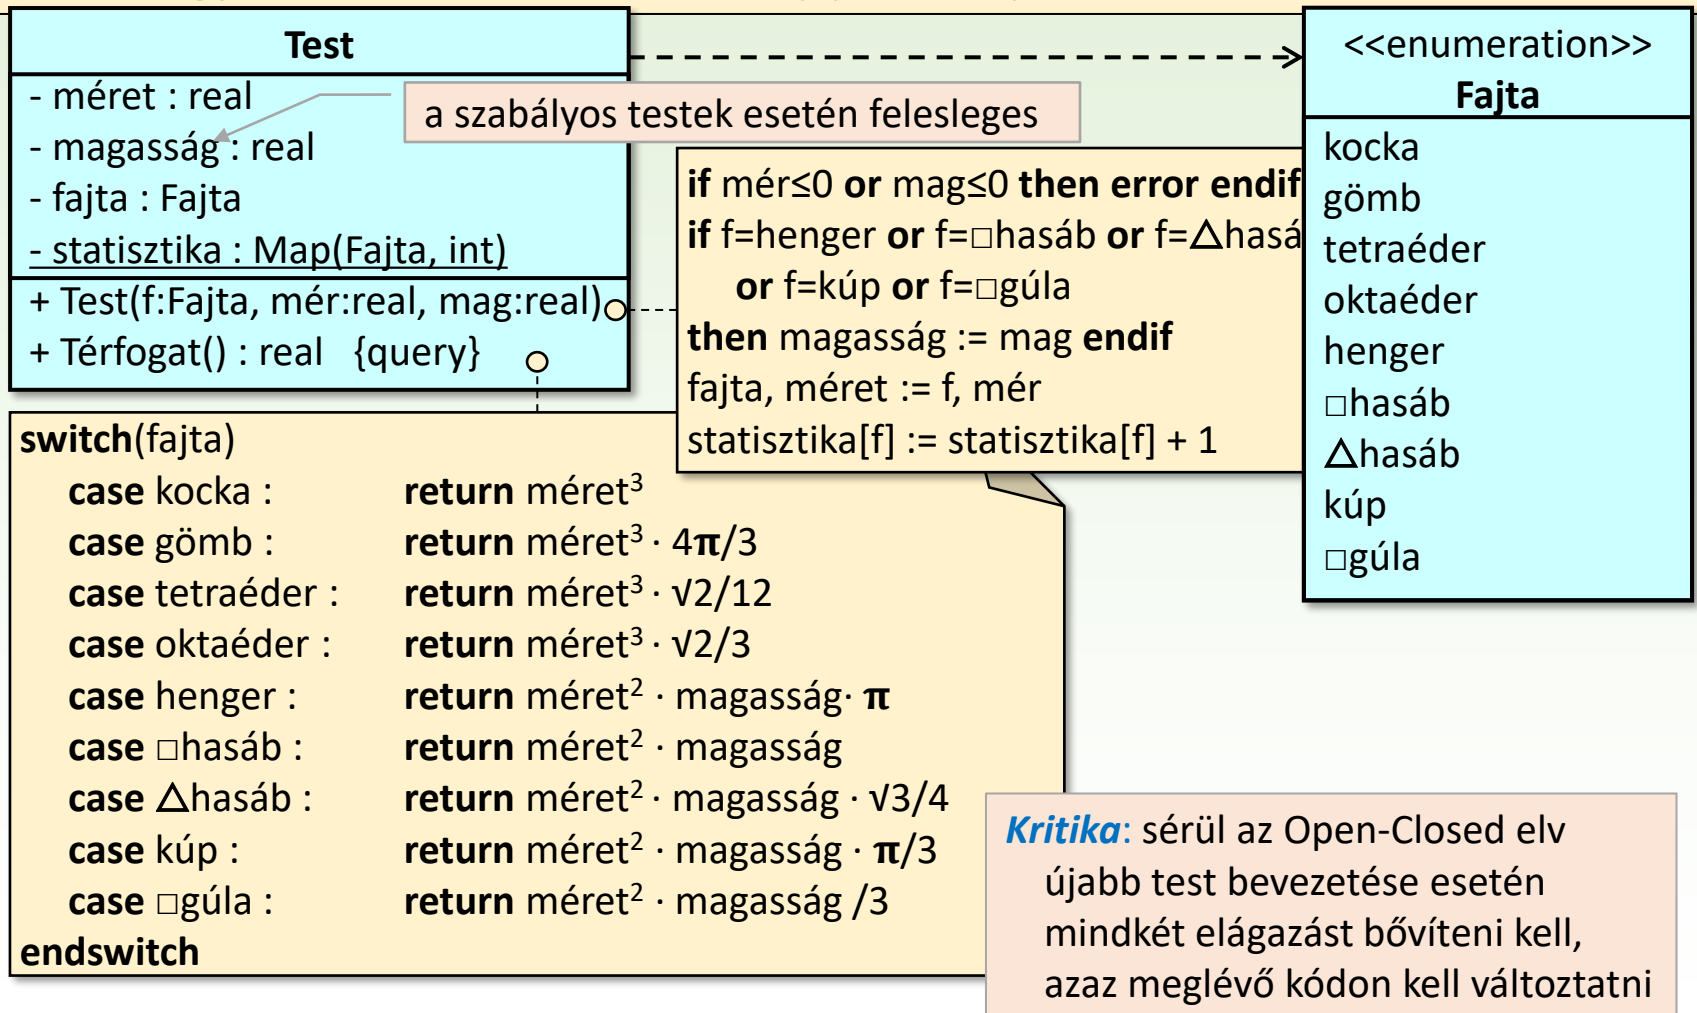 Test
- méret : real
- magasság : real
- fajta : Fajta
- statisztika : Map(Fajta, int)
+ Test(f:Fajta, mér:real, mag:real)
+ Térfogat() : real {query}
a szabályos testek esetén felesleges
<<enumeration>>
Fajta
kocka
gömb
tetraéder
oktaéder
henger
□hasáb
△hasáb
kúp
□gúla
if mér≤0 or mag≤0 then error endif
if f=henger or f=□hasáb or f=△hasá
or f=kúp or f=□gúla
then magasság := mag endif
fajta, méret := f, mér
statisztika[f] := statisztika[f] + 1
switch(fajta)
case kocka : return méret³
case gömb : return méret³ · 4π/3
case tetraéder : return méret³ · √2/12
case oktaéder : return méret³ · √2/3
case henger : return méret² · magasság· π
case □hasáb : return méret² · magasság
case △hasáb : return méret² · magasság · √3/4
case kúp : return méret² · magasság · π/3
case □gúla : return méret² · magasság /3
endswitch
Kritika: sérül az Open-Closed elv
újabb test bevezetése esetén
mindkét elágazást bővíteni kell,
azaz meglévő kódon kell változtatni